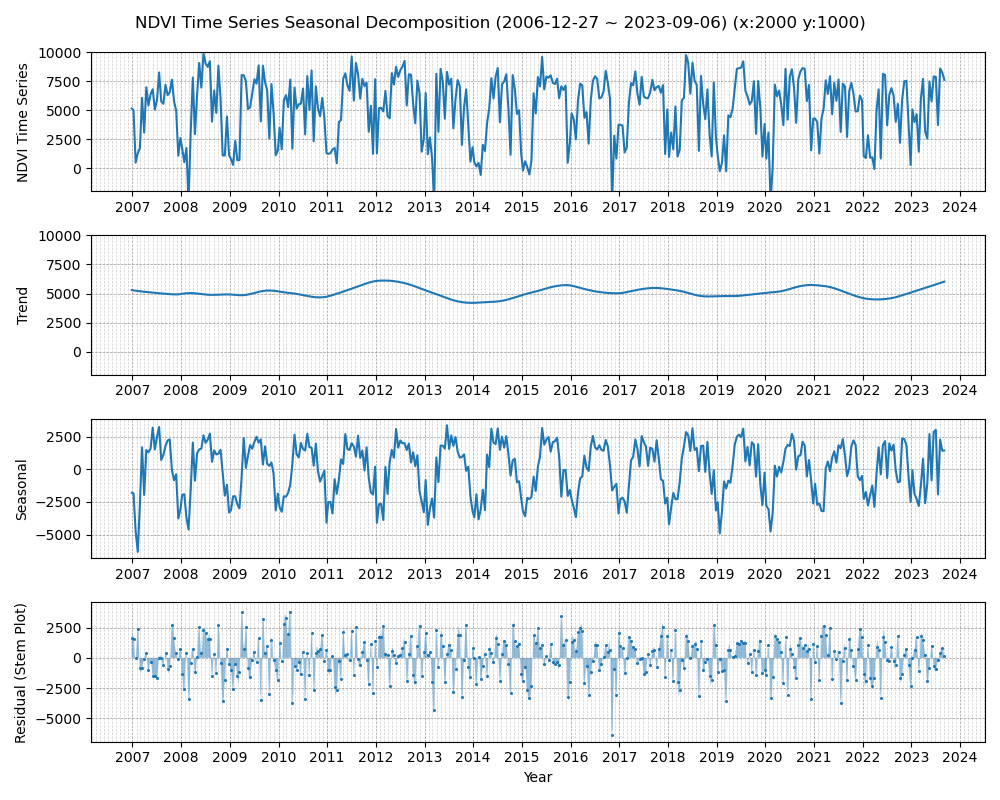 NDVI Time Series Seasonal Decomposition (2006-12-27 ~ 2023-09-06) (x:2000 y:1000)
NDVI Time Series
10000
7500
5000
2500
0
2007 2008 2009 2010 2011 2012 2013 2014 2015 2016 2017 2018 2019 2020 2021 2022 2023 2024
Trend
10000
7500
5000
2500
0
2007 2008 2009 2010 2011 2012 2013 2014 2015 2016 2017 2018 2019 2020 2021 2022 2023 2024
Seasonal
2500
0
−2500
−5000
2007 2008 2009 2010 2011 2012 2013 2014 2015 2016 2017 2018 2019 2020 2021 2022 2023 2024
Residual (Stem Plot)
2500
0
−2500
−5000
2007 2008 2009 2010 2011 2012 2013 2014 2015 2016 2017 2018 2019 2020 2021 2022 2023 2024
Year